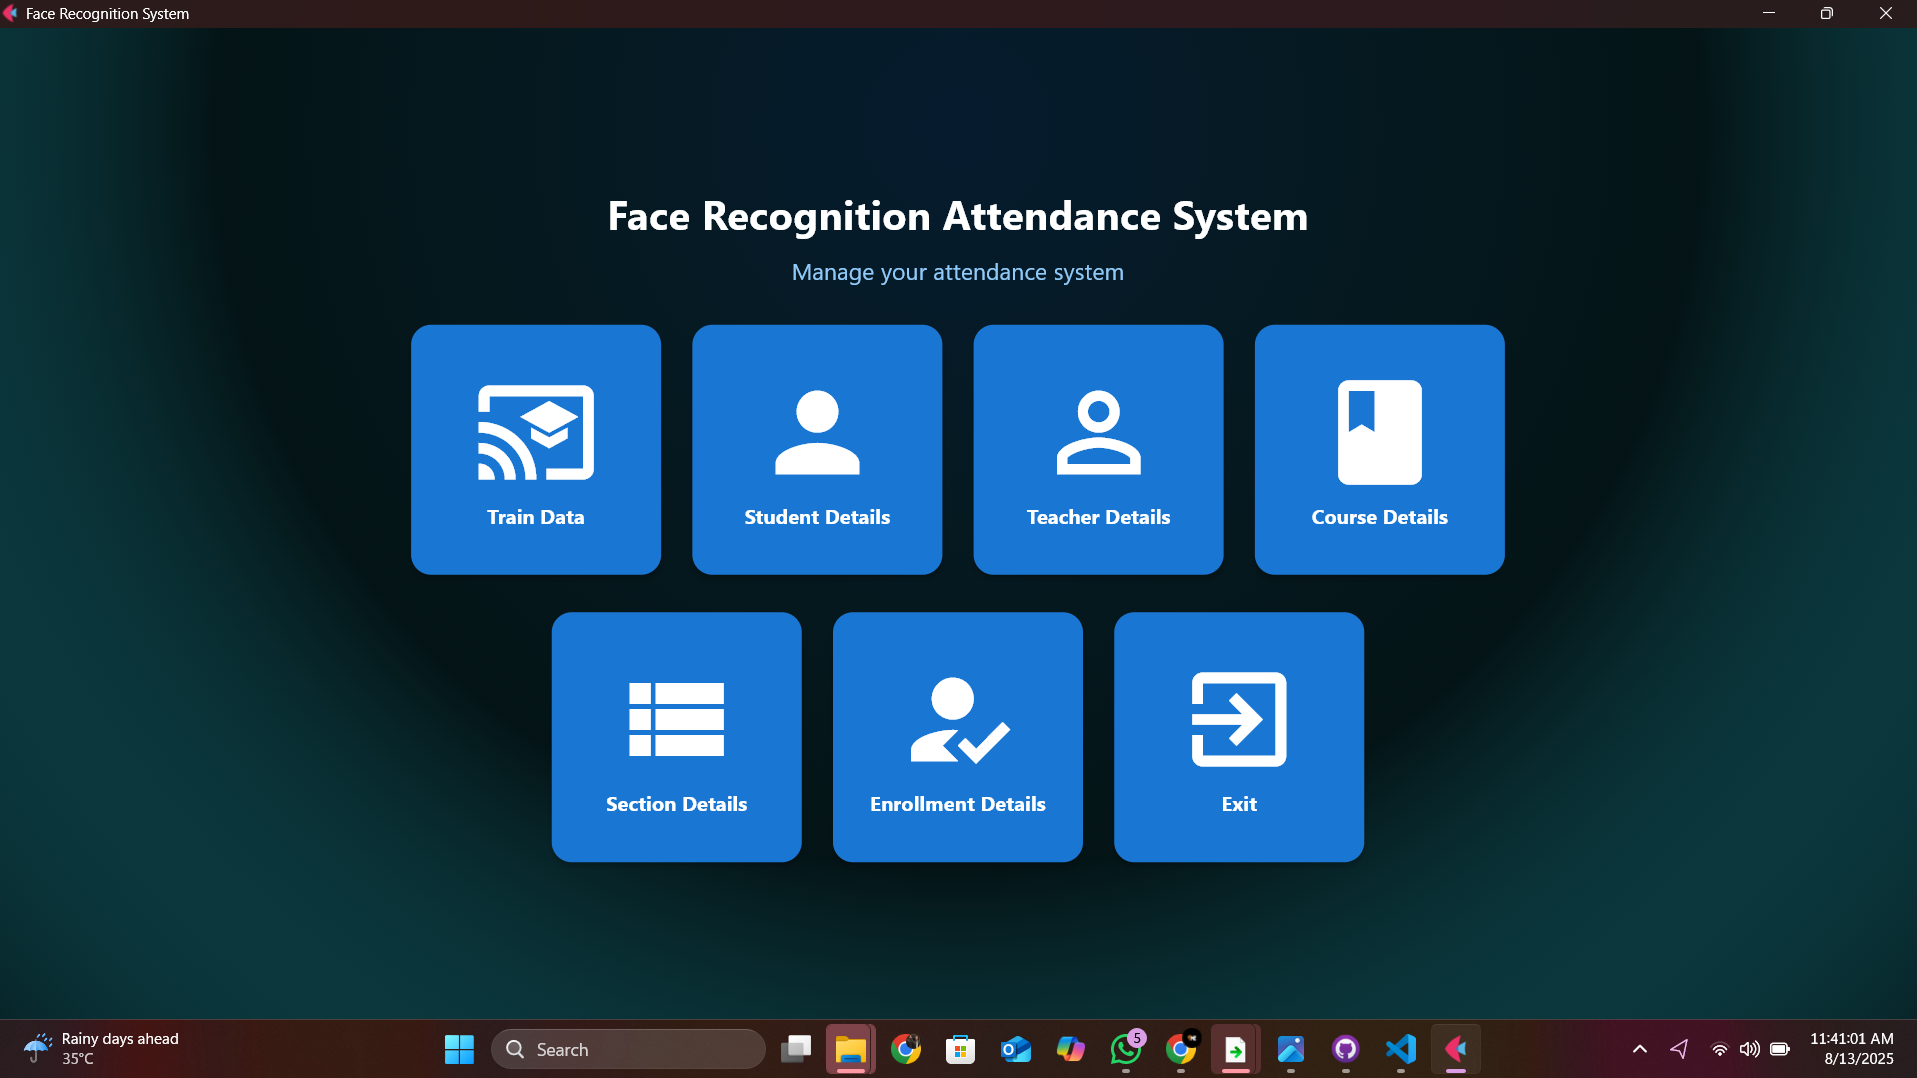 Face Recognition System
Face Recognition Attendance System
Manage your attendance system
Train Data
Student Details
Teacher Details
Course Details
Section Details
Enrollment Details
Exit
Rainy days ahead
35°C
Search
5
11:41:01 AM
8/13/2025